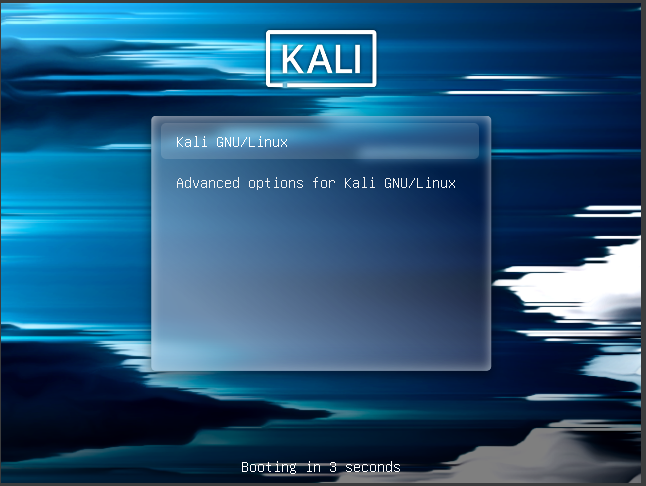 KALI
Kali GNU/Linux
Advanced options for Kali GNU/Linux
Booting in 3 seconds